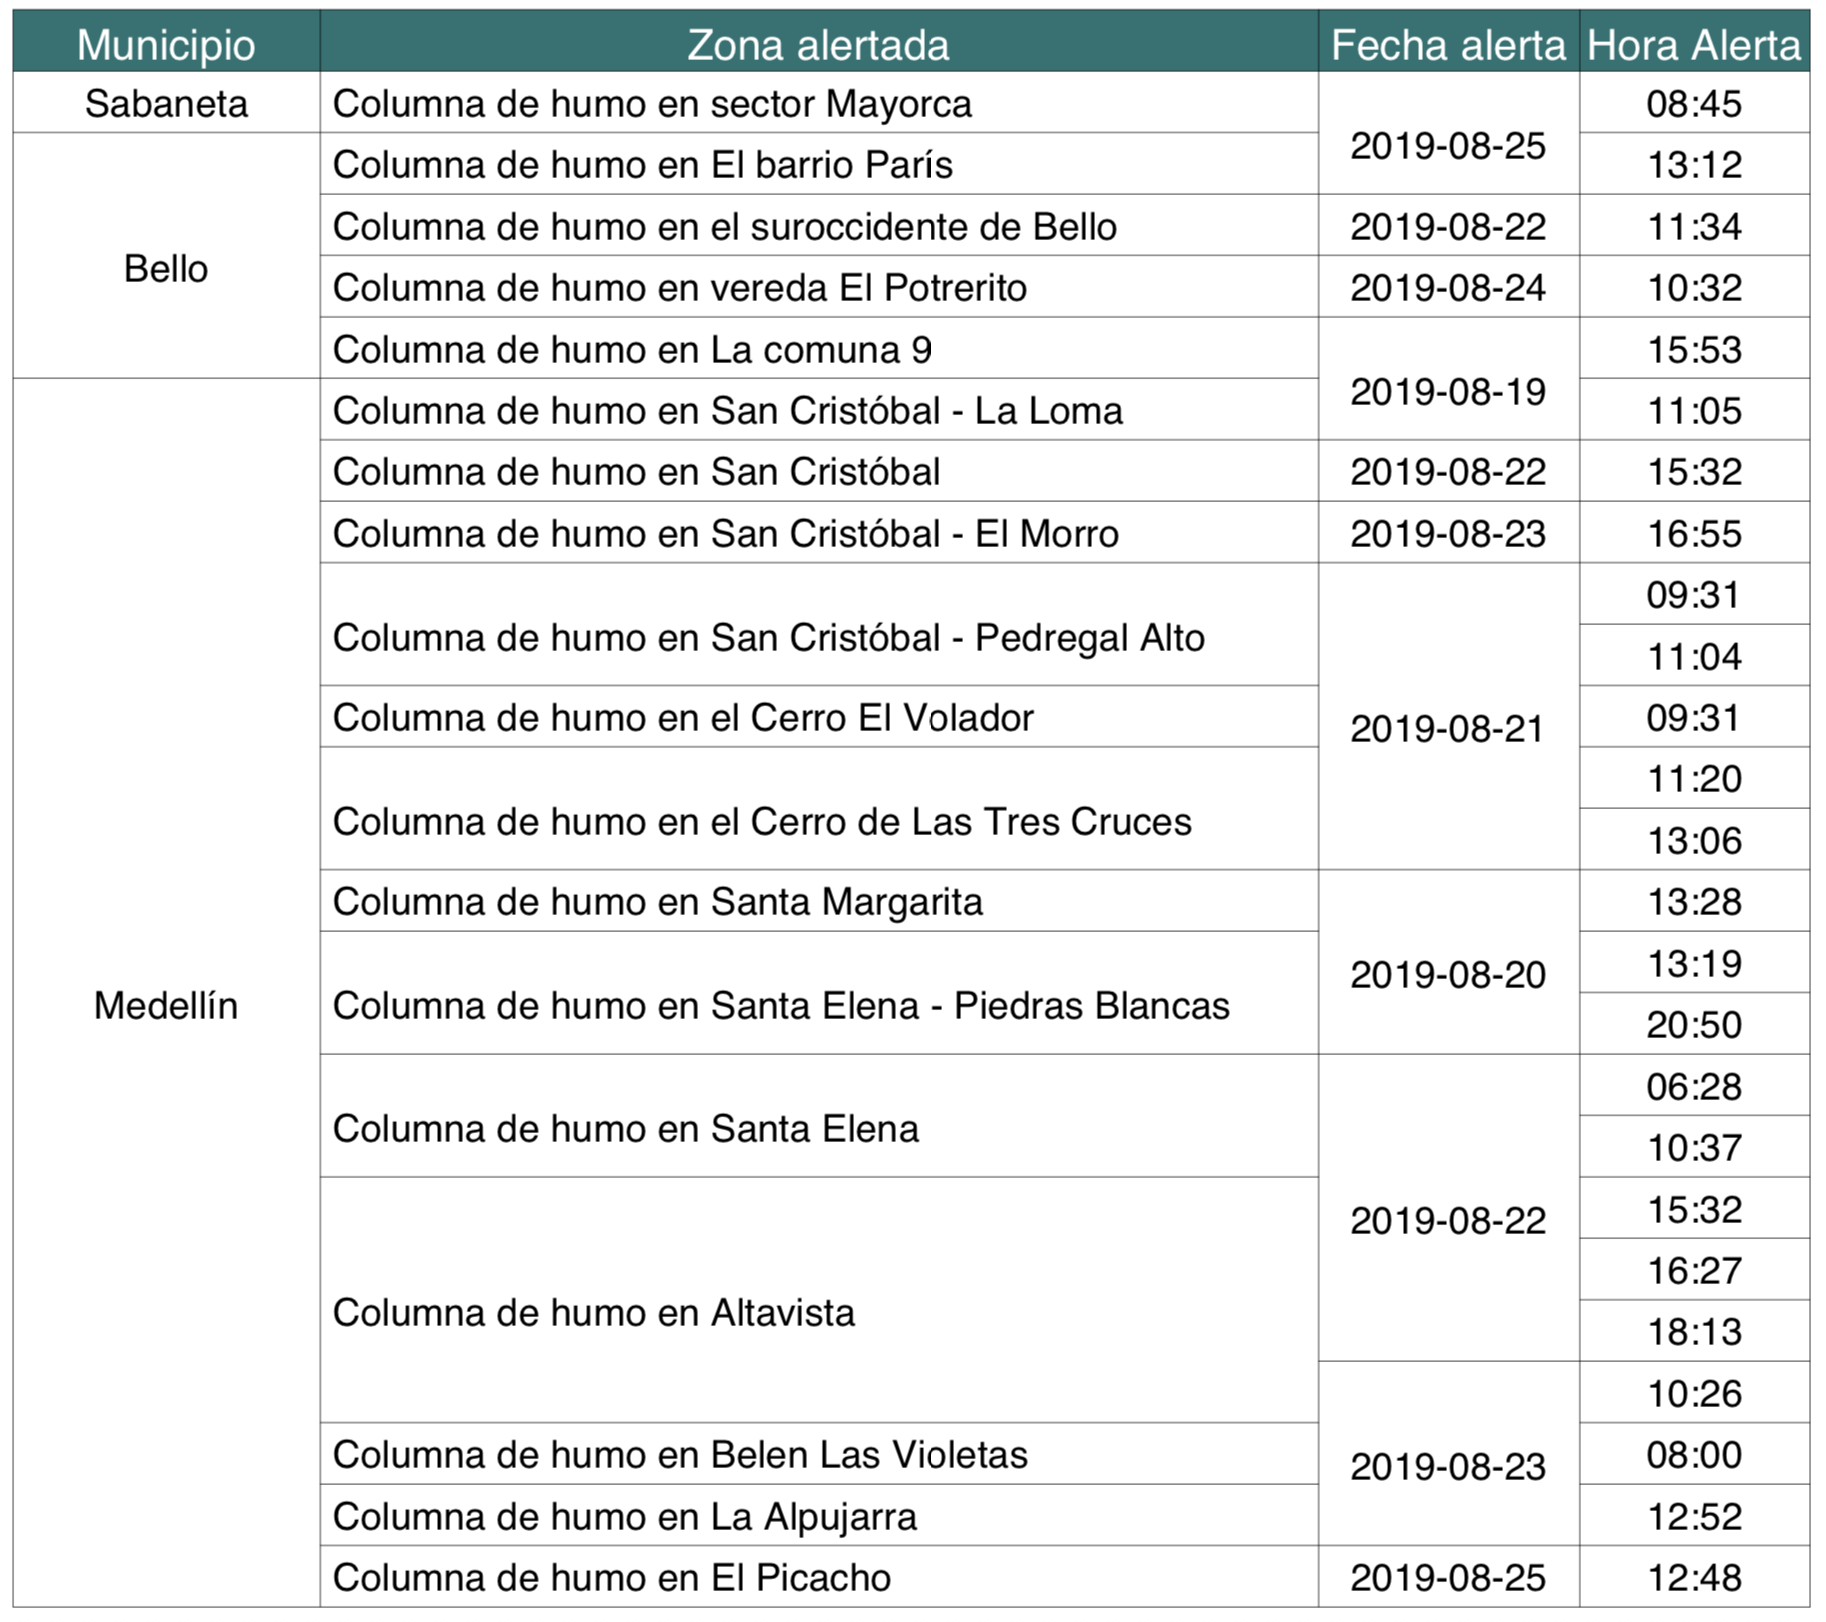 Municipio Zona alertada Fecha alerta Hora Alerta
Sabaneta Columna de humo en sector Mayorca 08:45
2019-08-25
Columna de humo en El barrio París 13:12
Columna de humo en el suroccidente de Bello 2019-08-22 11:34
Bello
Columna de humo en vereda El Potrerito 2019-08-24 10:32
Columna de humo en La comuna 9 15:53
2019-08-19
Columna de humo en San Cristóbal - La Loma 11:05
Columna de humo en San Cristóbal 2019-08-22 15:32
Columna de humo en San Cristóbal - El Morro 2019-08-23 16:55
09:31
Columna de humo en San Cristóbal - Pedregal Alto
11:04
Columna de humo en el Cerro El Volador 2019-08-21 09:31
11:20
Columna de humo en el Cerro de Las Tres Cruces
13:06
Columna de humo en Santa Margarita 13:28
13:19
2019-08-20
Medellín Columna de humo en Santa Elena - Piedras Blancas
20:50
06:28
Columna de humo en Santa Elena
10:37
15:32
2019-08-22
16:27
Columna de humo en Altavista
18:13
10:26
Columna de humo en Belen Las Violetas 2019-08-23 08:00
Columna de humo en La Alpujarra 12:52
Columna de humo en El Picacho 2019-08-25 12:48